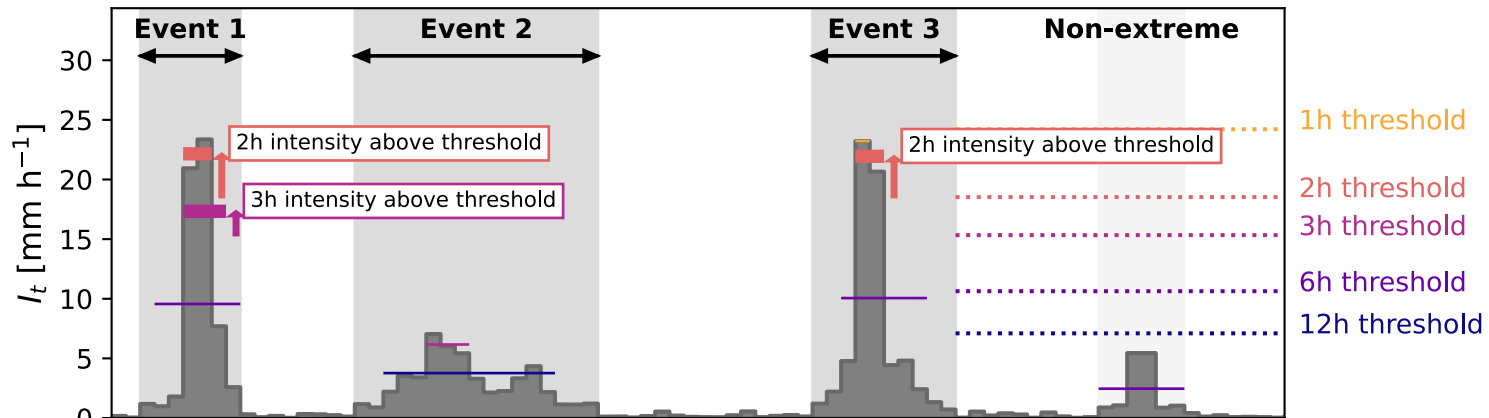 Event 1
Event 2
Event 3
Non-extreme
30
25
20
15
10
5
0
I_t [mm h⁻¹]
2h intensity above threshold
3h intensity above threshold
2h intensity above threshold
1h threshold
2h threshold
3h threshold
6h threshold
12h threshold